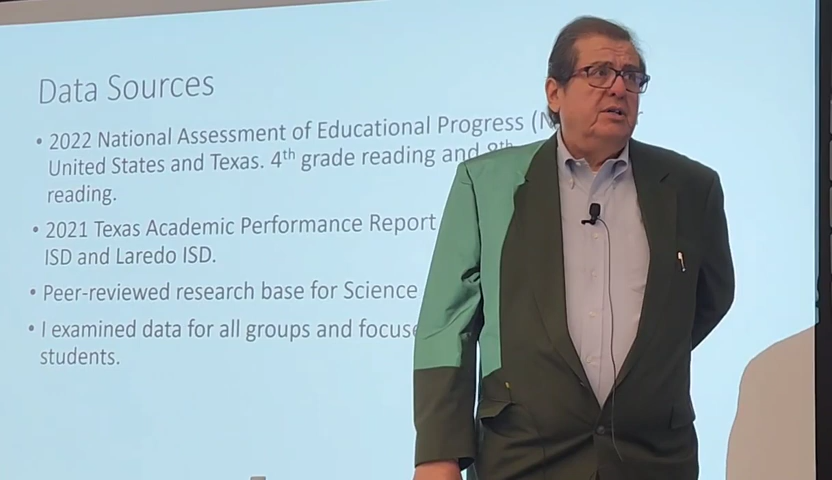 Data Sources
• 2022 National Assessment of Educational Progress
United States and Texas. 4th grade reading and 8th
reading.
• 2021 Texas Academic Performance Report
ISD and Laredo ISD.
• Peer-reviewed research base for Science
• I examined data for all groups and
students.